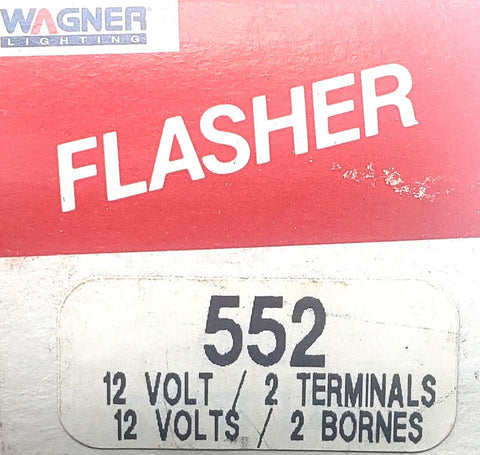 WAGNER
LIGHTING
FLASHER
552
12 VOLT / 2 TERMINALS
12 VOLTS / 2 BORNES